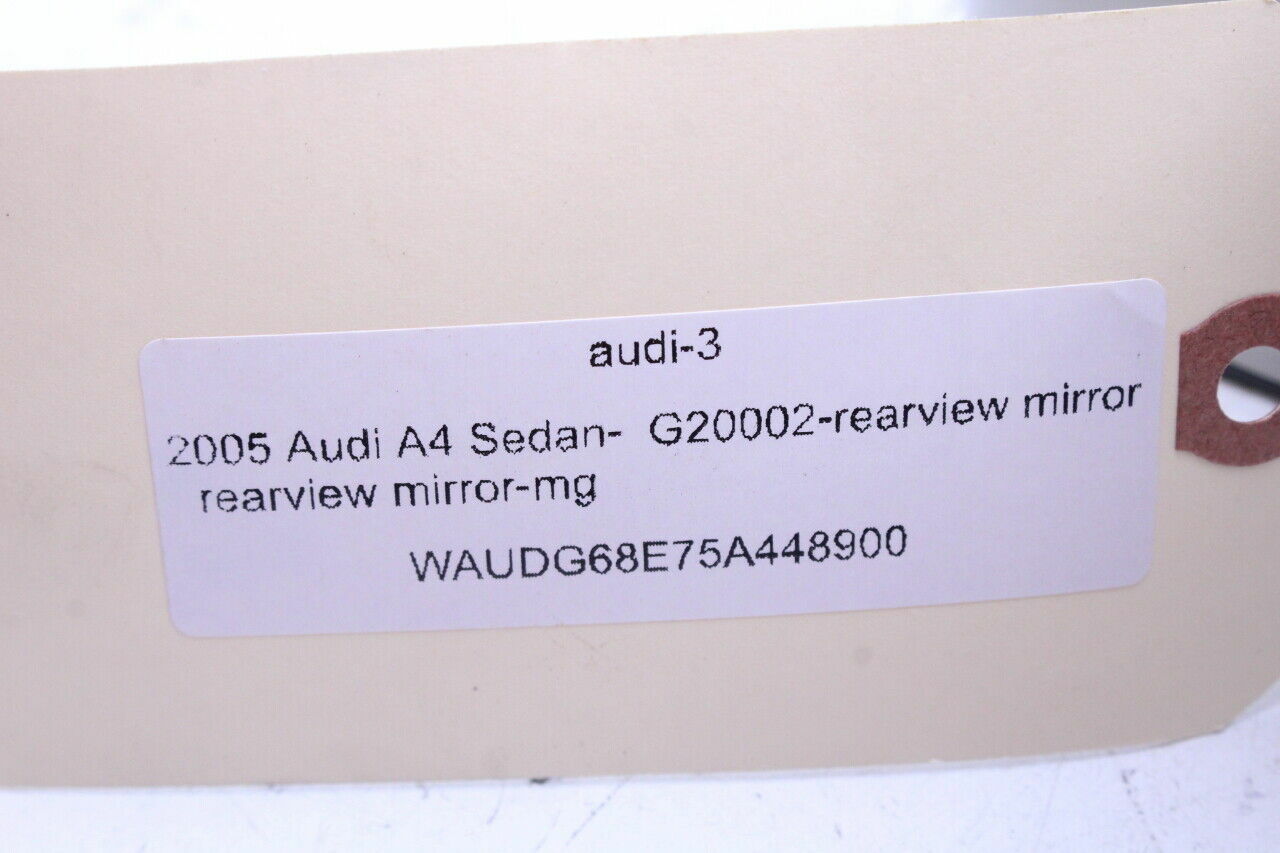 audi-3
2005 Audi A4 Sedan- G20002-rearview mirror
rearview mirror-mg
WAUDG68E75A448900